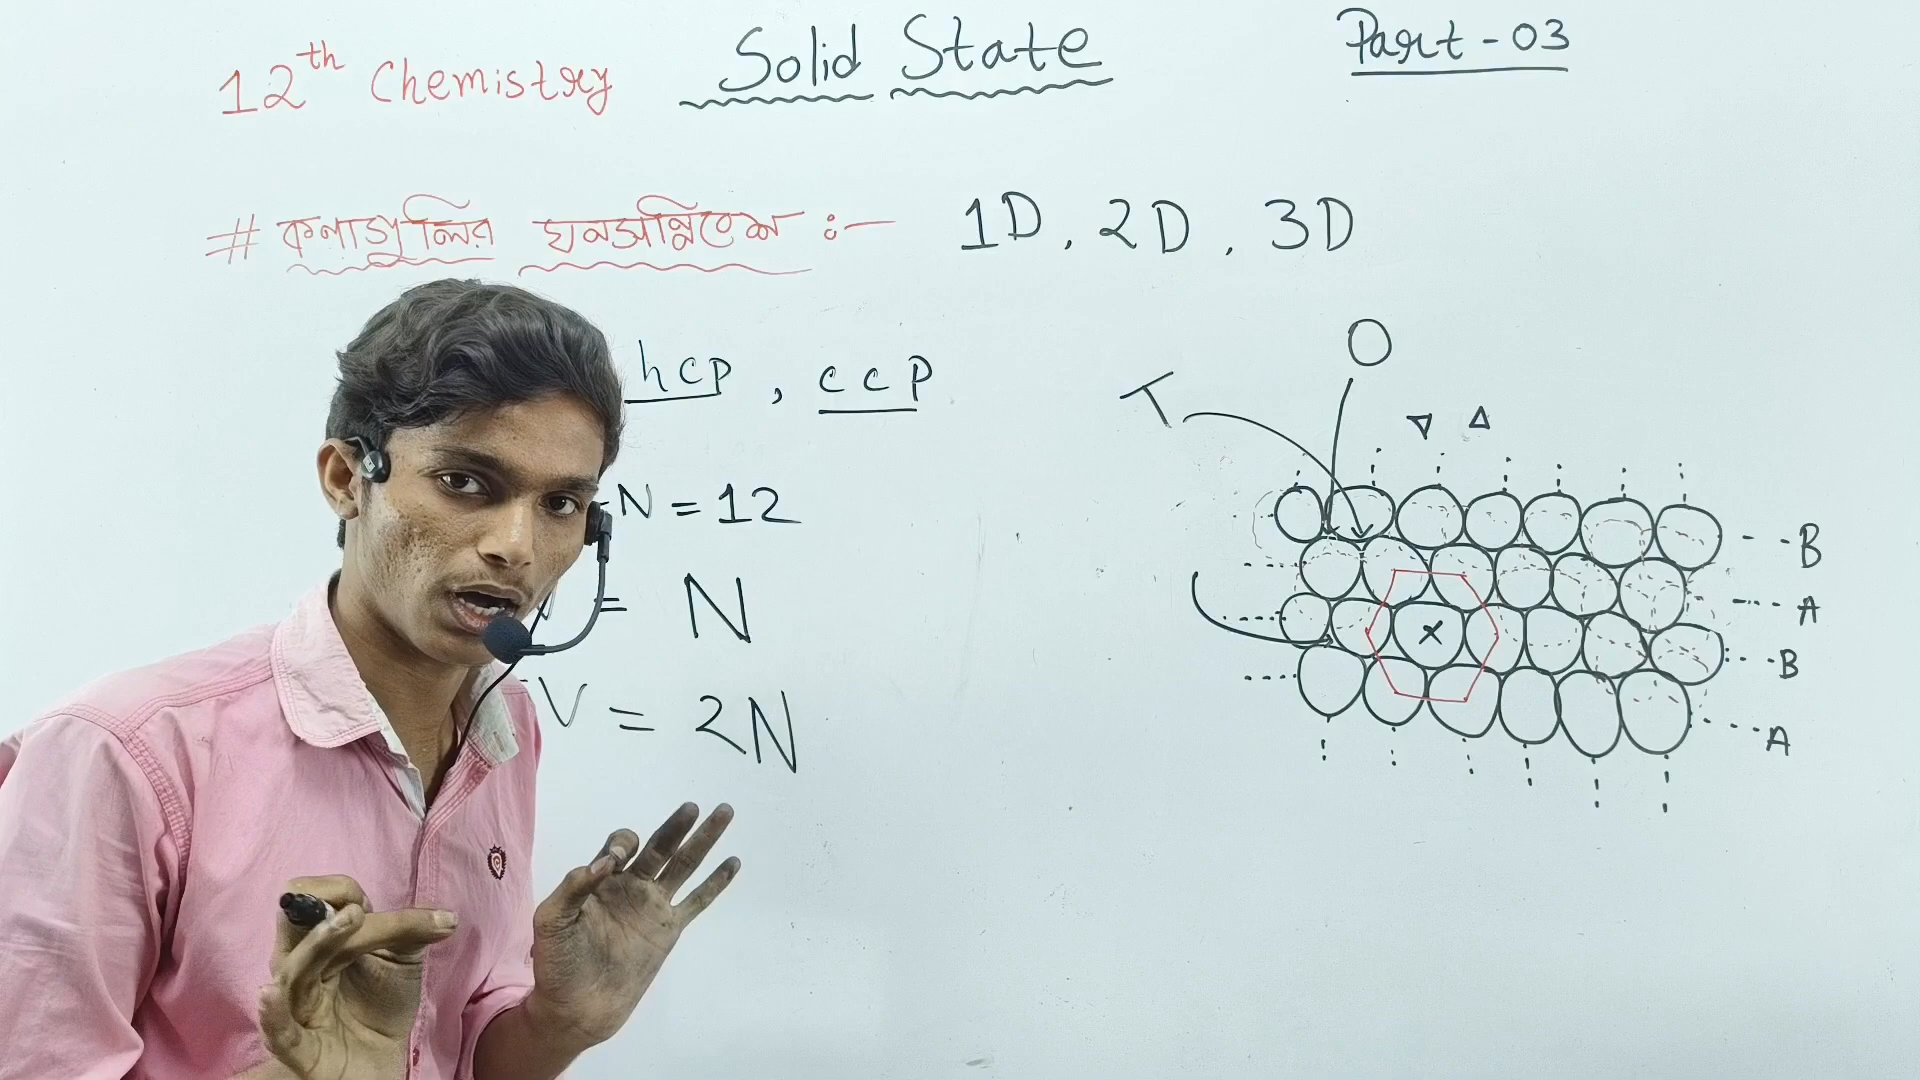 12th Chemistry
Solid State
Part - 03
# কণাগুলির ঘনসন্নিবেশ :- 1D, 2D, 3D
hcp, ccp
N = 12
= N
V = 2N
O
T
B
A
B
A